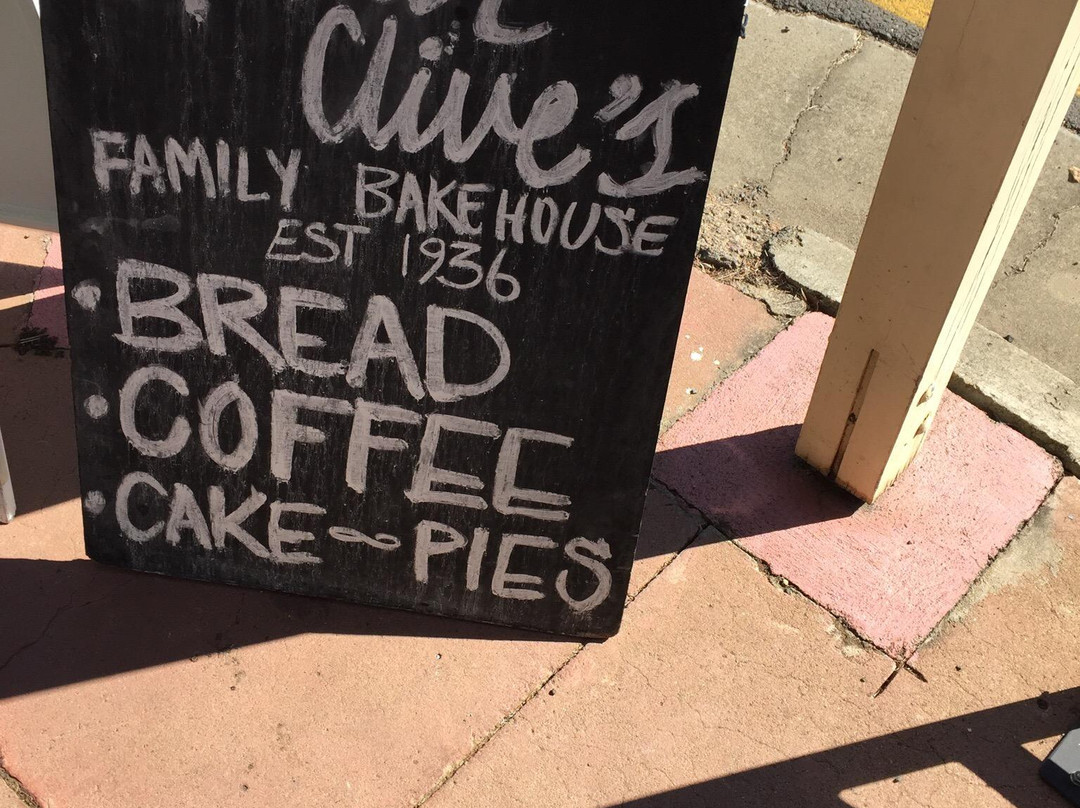 Clive's
FAMILY BAKEHOUSE
EST 1936
• BREAD
• COFFEE
• CAKE ~ PIES